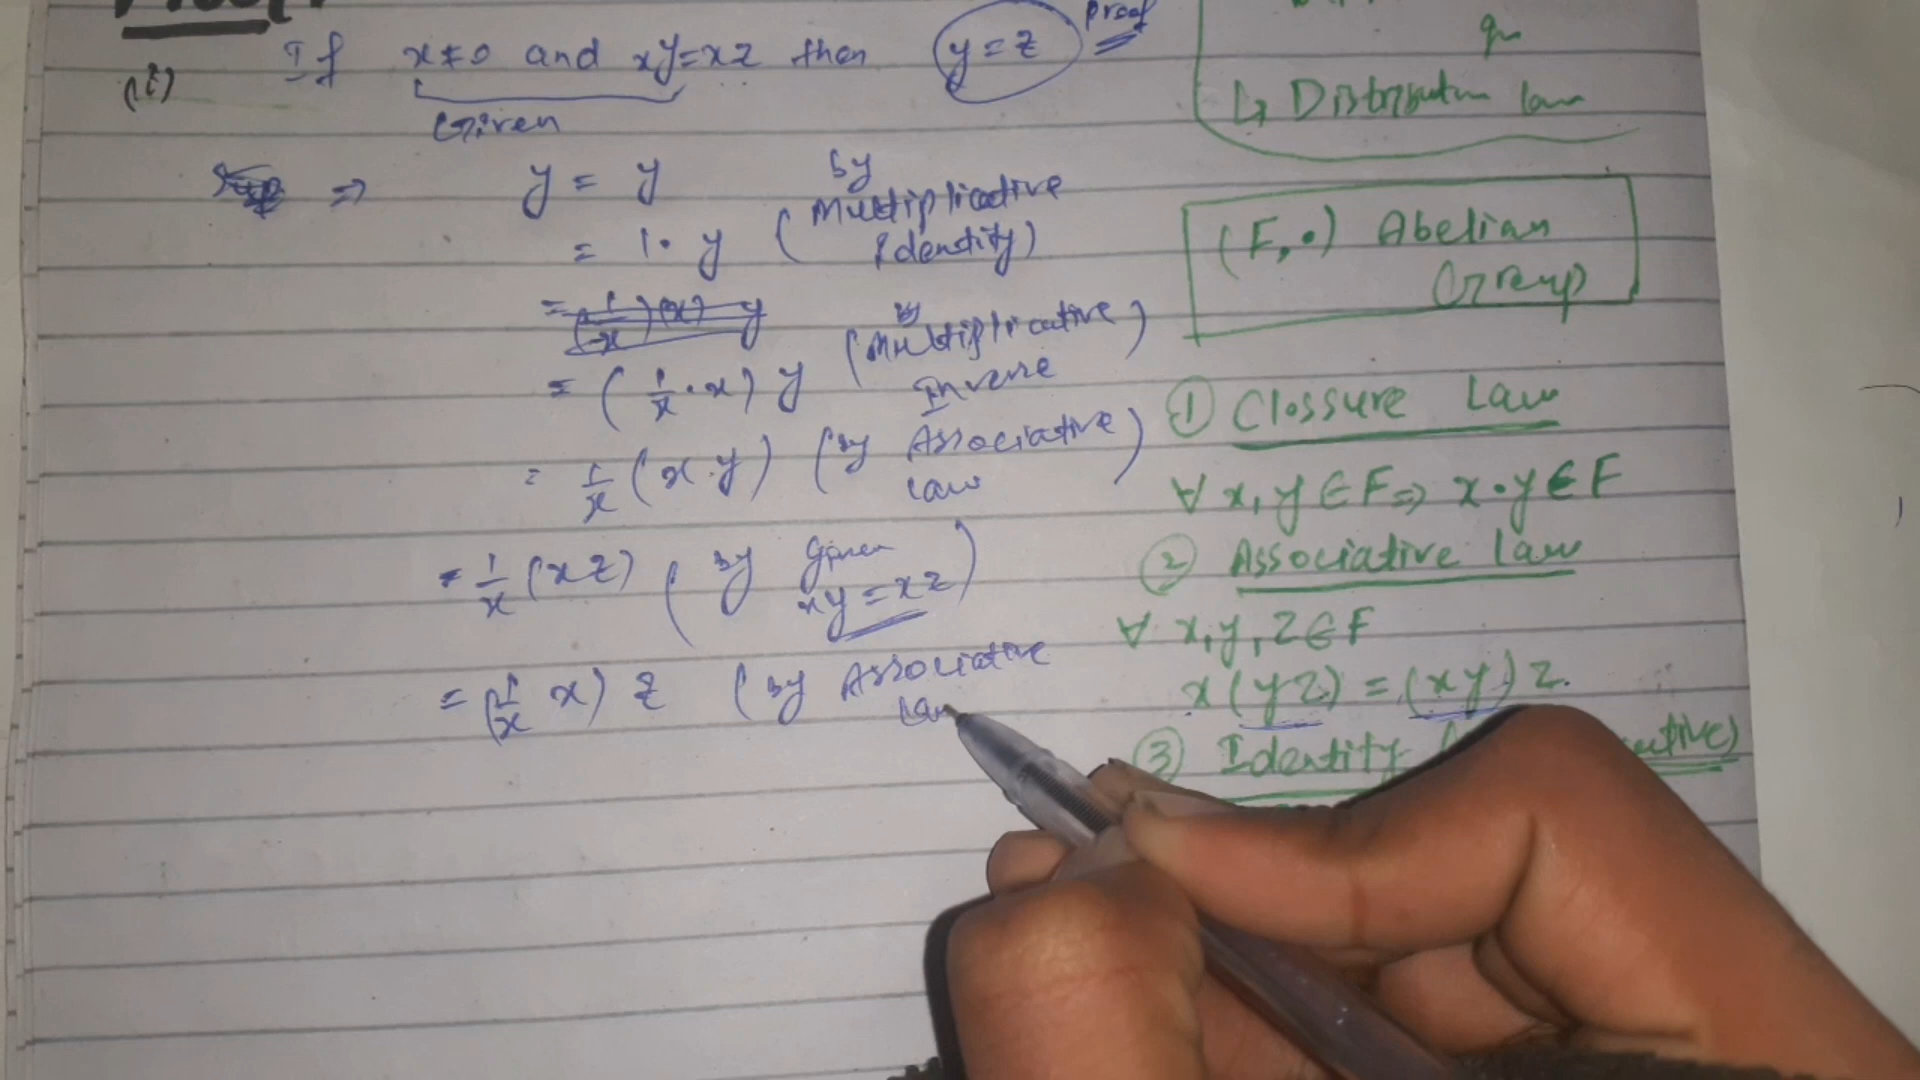 (i) If x≠0 and xy=xz then y=z proof
Given
⇒ y = y
= 1·y (by Multiplicative Identity)
= (1/x)(x) y
= (1/x·x) y (by Multiplicative Inverse)
= 1/x (x·y) (by Associative law)
= 1/x (xz) (by given xy=xz)
= (1/x x) z (by Associative law
↳ Distribution law
(F,·) Abelian Group
① Clossure Law
∀ x,y∈F⇒ x·y∈F
② Associative law
∀ x,y,z∈F
x(yz)=(xy)z.
③ Identity